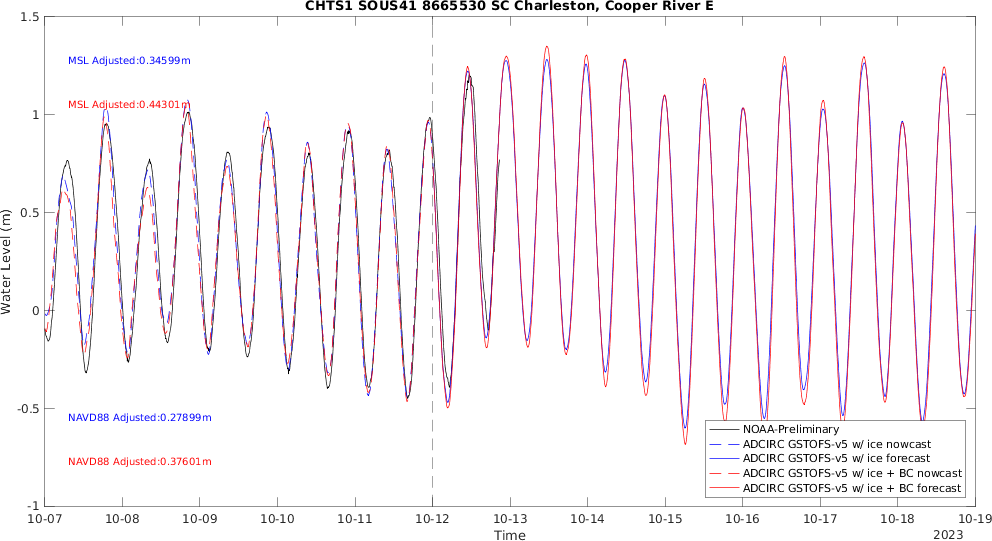 CHTS1 SOUS41 8665530 SC Charleston, Cooper River E
Water Level (m)
1.5
1
0.5
0
-0.5
-1
MSL Adjusted:0.34599m
MSL Adjusted:0.44301m
NAVD88 Adjusted:0.27899m
NAVD88 Adjusted:0.37601m
NOAA-Preliminary
ADCIRC GSTOFS-v5 w/ ice nowcast
ADCIRC GSTOFS-v5 w/ ice forecast
ADCIRC GSTOFS-v5 w/ ice + BC nowcast
ADCIRC GSTOFS-v5 w/ ice + BC forecast
10-07 10-08 10-09 10-10 10-11 10-12 10-13 10-14 10-15 10-16 10-17 10-18 10-19
Time
2023